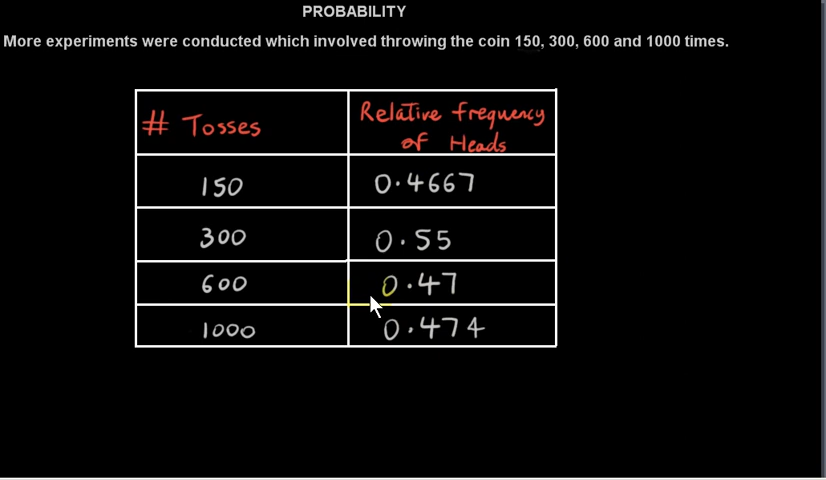 PROBABILITY
More experiments were conducted which involved throwing the coin 150, 300, 600 and 1000 times.
# Tosses
Relative frequency
of Heads
150 0.4667
300 0.55
600 0.47
1000 0.474